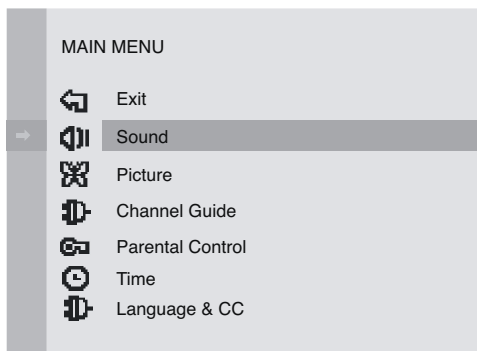 MAIN MENU
Exit
Sound
Picture
Channel Guide
Parental Control
Time
Language & CC